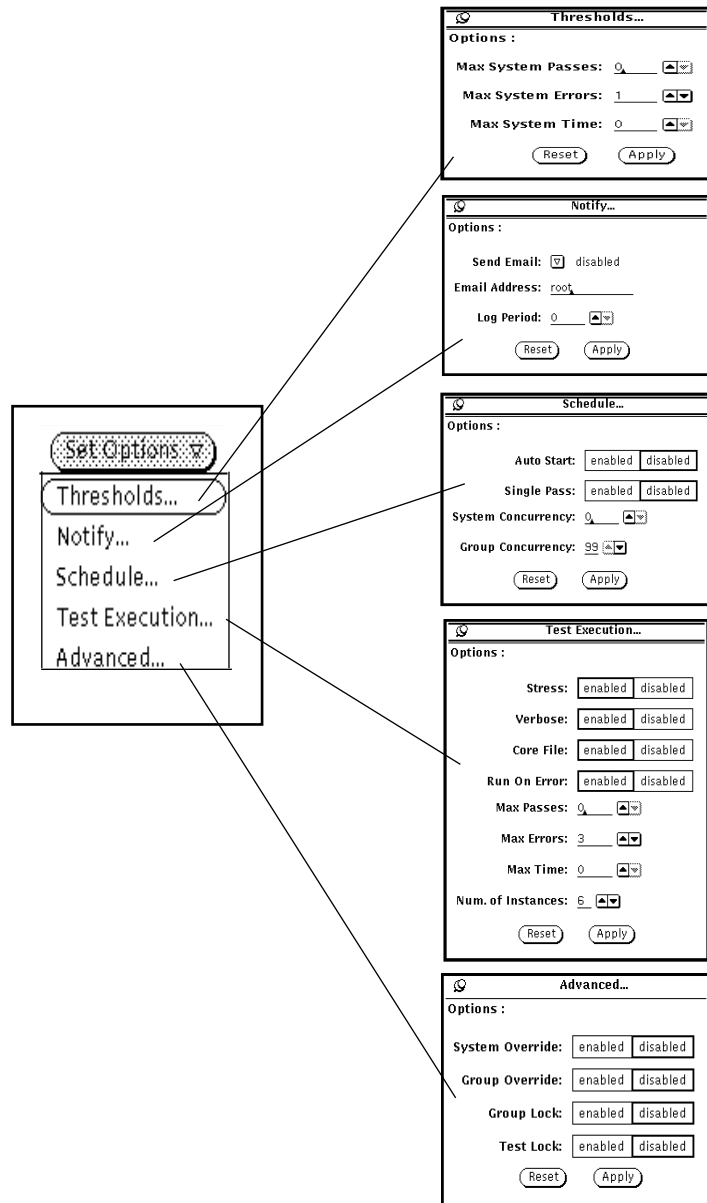 Thresholds...
Options :
Max System Passes: 0
Max System Errors: 1
Max System Time: 0
Reset Apply
Notify...
Options :
Send Email: disabled
Email Address: root
Log Period: 0
Reset Apply
Set Options
Thresholds...
Notify...
Schedule...
Test Execution...
Advanced...
Schedule...
Options :
Auto Start: enabled disabled
Single Pass: enabled disabled
System Concurrency: 0
Group Concurrency: 99
Reset Apply
Test Execution...
Options :
Stress: enabled disabled
Verbose: enabled disabled
Core File: enabled disabled
Run On Error: enabled disabled
Max Passes: 0
Max Errors: 3
Max Time: 0
Num. of Instances: 6
Reset Apply
Advanced...
Options :
System Override: enabled disabled
Group Override: enabled disabled
Group Lock: enabled disabled
Test Lock: enabled disabled
Reset Apply